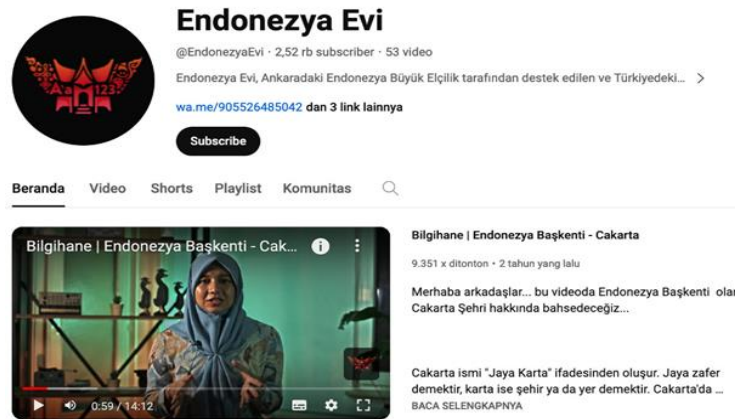 Endonezya Evi
@EndonezyaEvi · 2,52 rb subscriber · 53 video
Endonezya Evi, Ankaradaki Endonezya Büyük Elçilik tarafından destek edilen ve Türkiyedeki...
wa.me/905526485042 dan 3 link lainnya
Subscribe
Beranda Video Shorts Playlist Komunitas
Aa 123
Bilgihane | Endonezya Başkenti - Cak...
0:59 / 14:12
Bilgihane | Endonezya Başkenti - Cakarta
9.351 x ditonton • 2 tahun yang lalu
Merhaba arkadaşlar... bu videoda Endonezya Başkenti olan
Cakarta Şehri hakkında bahsedeceğiz...
Cakarta ismi "Jaya Karta" ifadesinden oluşur. Jaya zafer
demektir, karta ise şehir ya da yer demektir. Cakarta'da ...
BACA SELENGKAPNYA